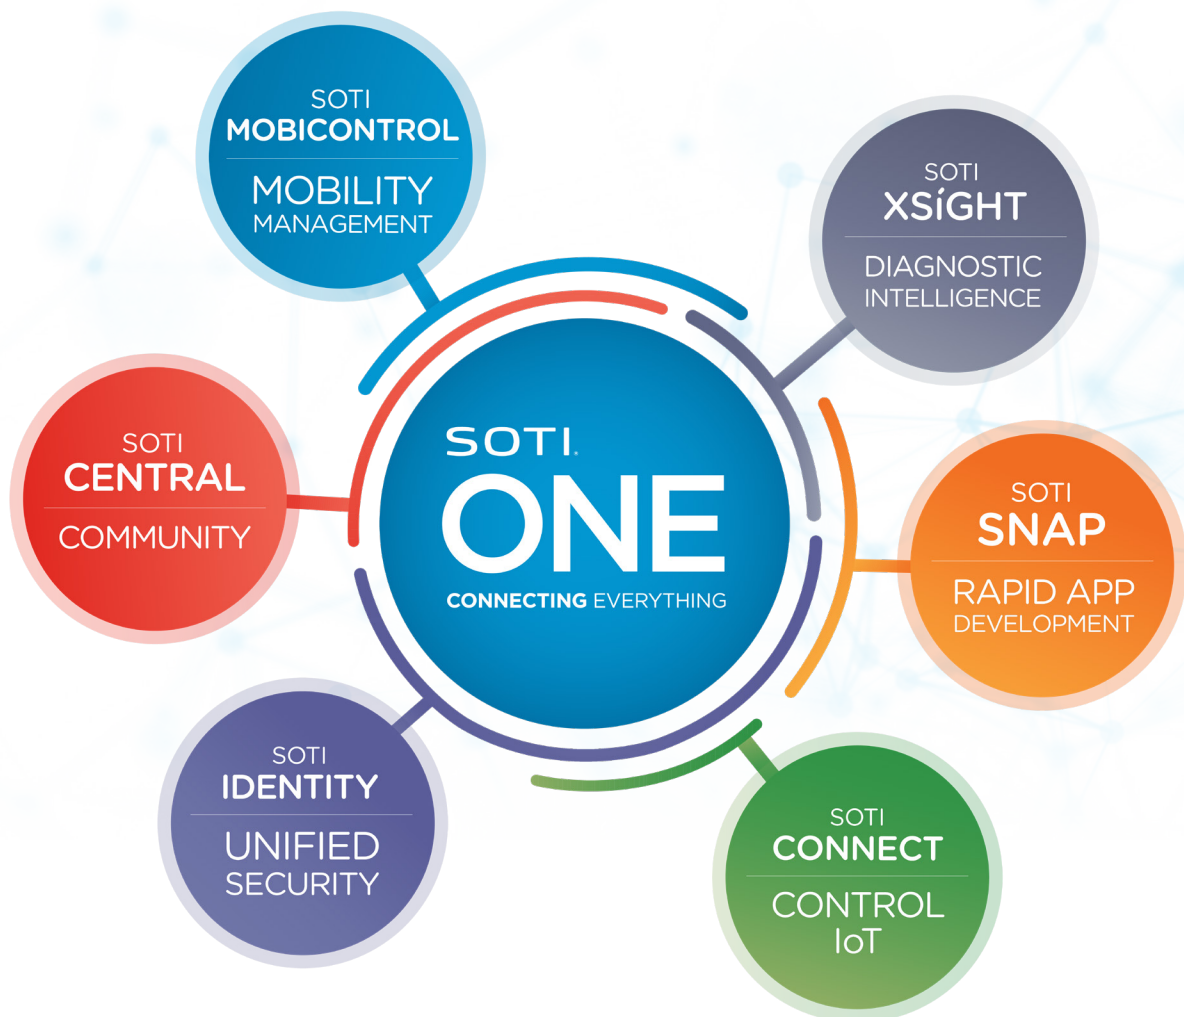 SOTI
MOBICONTROL
MOBILITY
MANAGEMENT
SOTI
XSíGHT
DIAGNOSTIC
INTELLIGENCE
SOTI
CENTRAL
COMMUNITY
SOTI.
ONE
CONNECTING EVERYTHING
SOTI
SNAP
RAPID APP
DEVELOPMENT
SOTI
IDENTITY
UNIFIED
SECURITY
SOTI
CONNECT
CONTROL
IoT